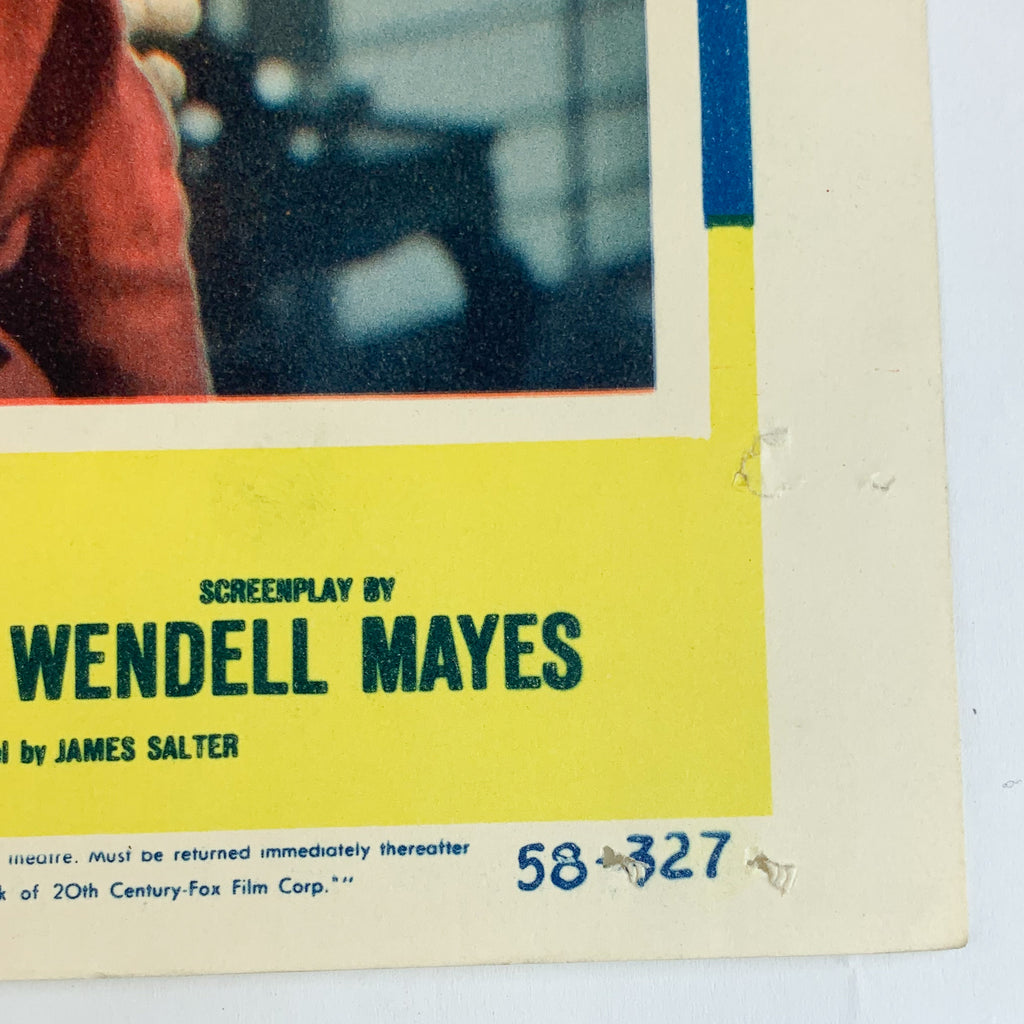 SCREENPLAY BY
WENDELL MAYES
by JAMES SALTER
theatre. Must be returned immediately thereafter
of 20th Century-Fox Film Corp."”
58-327